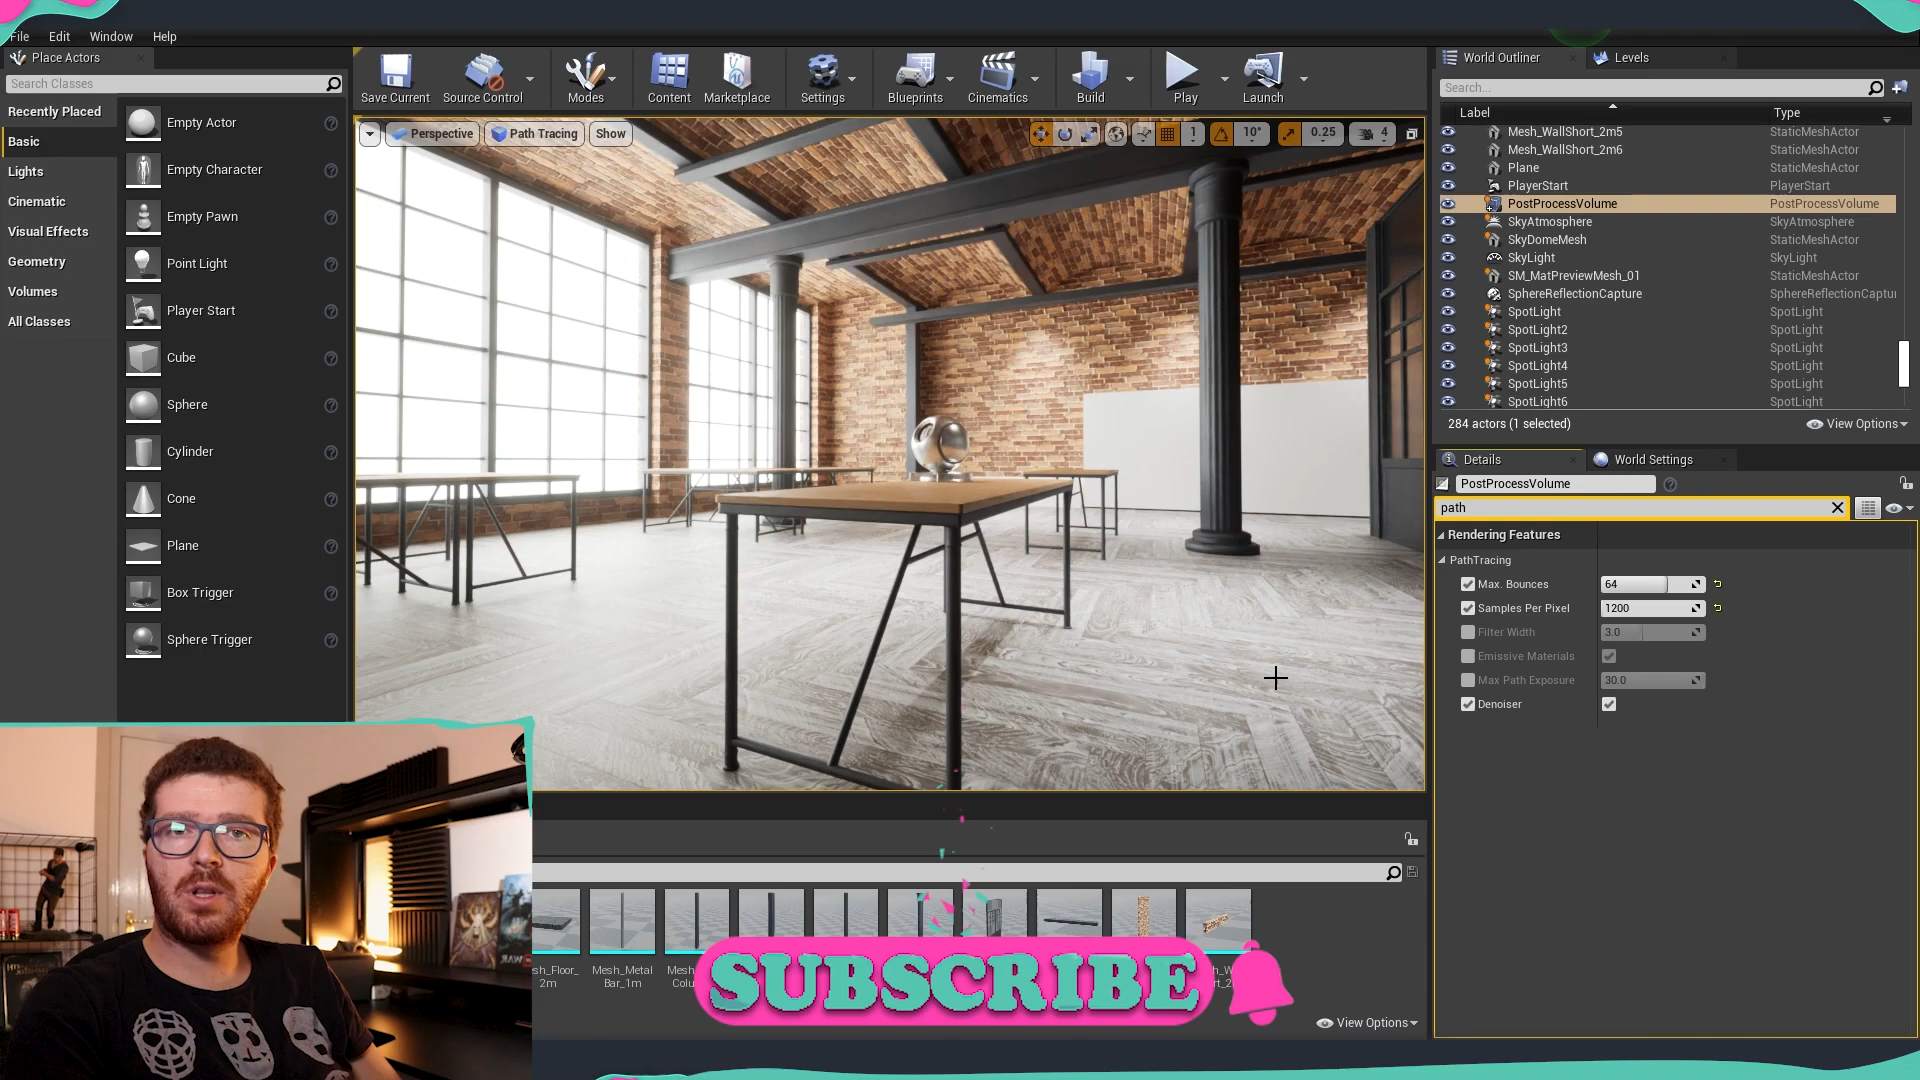 File Edit Window Help
Place Actors
Search Classes
Recently Placed
Basic
Lights
Cinematic
Visual Effects
Geometry
Volumes
All Classes
Empty Actor
Empty Character
Empty Pawn
Point Light
Player Start
Cube
Sphere
Cylinder
Cone
Plane
Box Trigger
Sphere Trigger
Save Current Source Control Modes Content Marketplace Settings Blueprints Cinematics Build Play Launch
Perspective Path Tracing Show 1 10° 0.25 4
World Outliner Levels
Search...
Label Type
Mesh_WallShort_2m5 StaticMeshActor
Mesh_WallShort_2m6 StaticMeshActor
Plane StaticMeshActor
PlayerStart PlayerStart
PostProcessVolume PostProcessVolume
SkyAtmosphere SkyAtmosphere
SkyDomeMesh StaticMeshActor
SkyLight SkyLight
SM_MatPreviewMesh_01 StaticMeshActor
SphereReflectionCapture SphereReflectionCaptur
SpotLight SpotLight
SpotLight2 SpotLight
SpotLight3 SpotLight
SpotLight4 SpotLight
SpotLight5 SpotLight
SpotLight6 SpotLight
284 actors (1 selected) View Options
Details World Settings
PostProcessVolume
path
Rendering Features
PathTracing
Max. Bounces 64
Samples Per Pixel 1200
Filter Width 3.0
Emissive Materials
Max Path Exposure 30.0
Denoiser
sh_Floor_
2m
Mesh_Metal
Bar_1m
Mesh
Colu
SUBSCRIBE
View Options